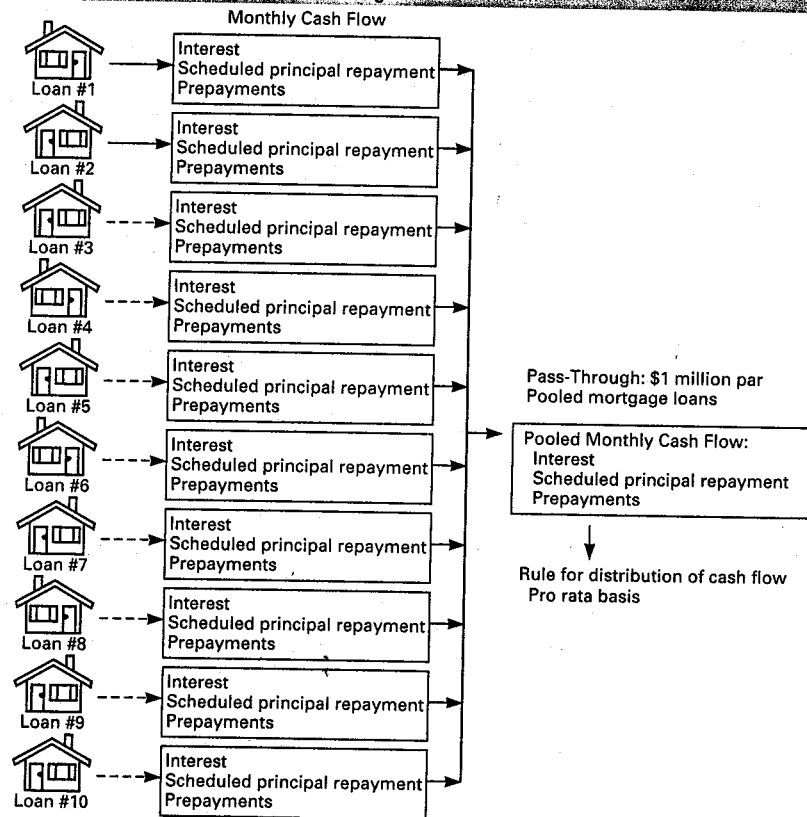 Monthly Cash Flow
Interest
Scheduled principal repayment
Prepayments
Loan #1
Interest
Scheduled principal repayment
Prepayments
Loan #2
Interest
Scheduled principal repayment
Prepayments
Loan #3
Interest
Scheduled principal repayment
Prepayments
Loan #4
Interest
Scheduled principal repayment
Prepayments
Loan #5
Interest
Scheduled principal repayment
Prepayments
Loan #6
Interest
Scheduled principal repayment
Prepayments
Loan #7
Interest
Scheduled principal repayment
Prepayments
Loan #8
Interest
Scheduled principal repayment
Prepayments
Loan #9
Interest
Scheduled principal repayment
Prepayments
Loan #10
Pass-Through: $1 million par
Pooled mortgage loans
Pooled Monthly Cash Flow:
Interest
Scheduled principal repayment
Prepayments
Rule for distribution of cash flow
Pro rata basis